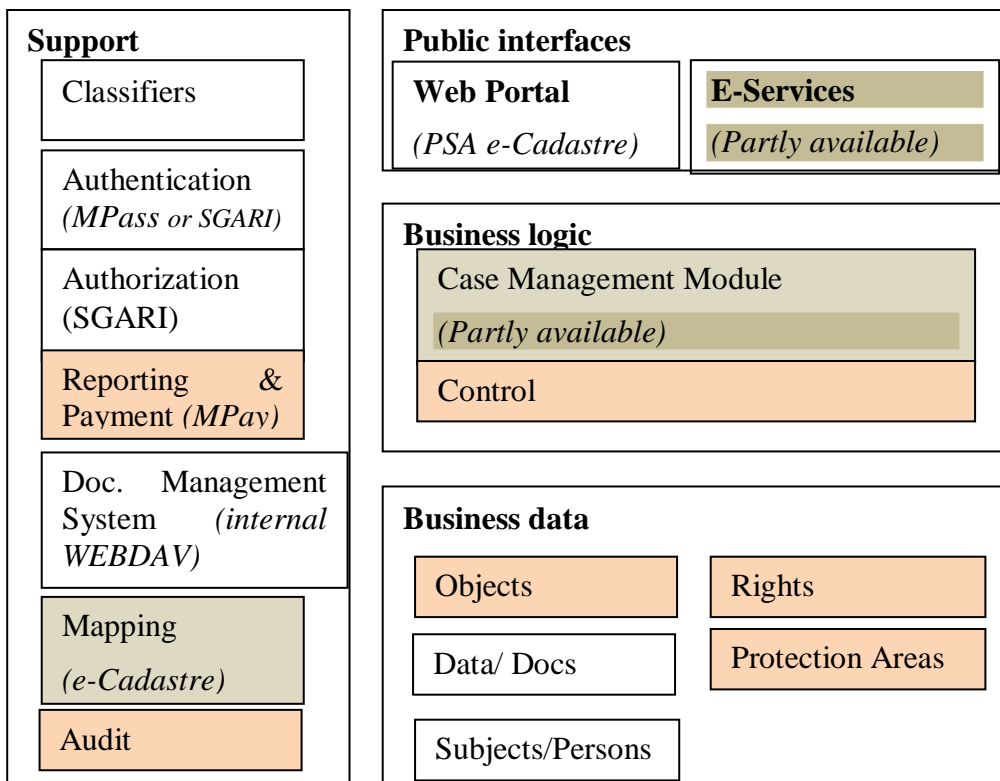 Support
Classifiers
Authentication
(MPass or SGARI)
Authorization
(SGARI)
Reporting &
Payment (MPay)
Doc. Management
System (internal
WEBDAV)
Mapping
(e-Cadastre)
Audit
Public interfaces
Web Portal
(PSA e-Cadastre)
E-Services
(Partly available)
Business logic
Case Management Module
(Partly available)
Control
Business data
Objects
Rights
Data/ Docs
Protection Areas
Subjects/Persons